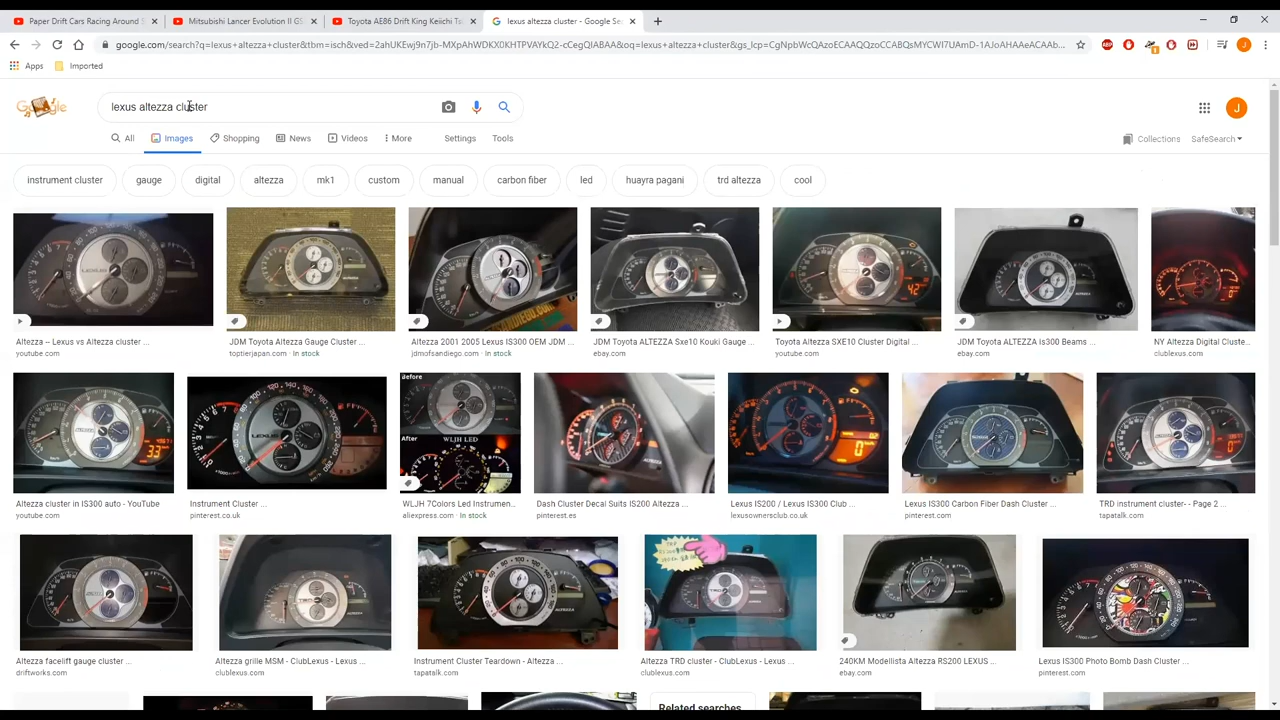 Paper Drift Cars Racing Around B
Mitsubishi Lancer Evolution II GS
Toyota AE86 Drift King Keiichi Ts
lexus altezza cluster - Google Se
google.com/search?q=lexus+altezza+cluster&tbm=isch&ved=2ahUKEwj9n7jb-MXpAhWDKX0KHTPVAYkQ2-cCegQIABAA&oq=lexus+altezza+cluster&gs_lcp=CgNpbWcQAzoECAAQQzoCCABQsMYCWI7UAmD-1AJoAHAAeACAAb...
Apps Imported
Google
lexus altezza cluster
All Images Shopping News Videos More Settings Tools
Collections SafeSearch
instrument cluster gauge digital altezza mk1 custom manual carbon fiber led huayra pagani trd altezza cool
Altezza -- Lexus vs Altezza cluster ...
youtube.com
JDM Toyota Altezza Gauge Cluster ...
toptierjapan.com · In stock
Altezza 2001 2005 Lexus IS300 OEM JDM ...
jdmofsandiego.com · In stock
JDM Toyota ALTEZZA Sxe10 Kouki Gauge ...
ebay.com
Toyota Altezza SXE10 Cluster Digital ...
youtube.com
JDM Toyota ALTEZZA is300 Beams ...
ebay.com
NY Altezza Digital Cluste...
clublexus.com
Before
After
WLJH LED
Altezza cluster in IS300 auto - YouTube
youtube.com
Instrument Cluster ...
pinterest.co.uk
WLJH 7Colors Led Instrumen...
aliexpress.com · In stock
Dash Cluster Decal Suits IS200 Altezza ...
pinterest.es
Lexus IS200 / Lexus IS300 Club ...
lexusownersclub.co.uk
Lexus IS300 Carbon Fiber Dash Cluster ...
pinterest.com
TRD instrument cluster- - Page 2 ...
tapatalk.com
Altezza facelift gauge cluster ...
driftworks.com
Altezza grille MSM - ClubLexus - Lexus ...
clublexus.com
Instrument Cluster Teardown - Altezza ...
tapatalk.com
Altezza TRD cluster - ClubLexus - Lexus ...
clublexus.com
240KM Modellista Altezza RS200 LEXUS ...
ebay.com
Lexus IS300 Photo Bomb Dash Cluster ...
pinterest.com
Related searches